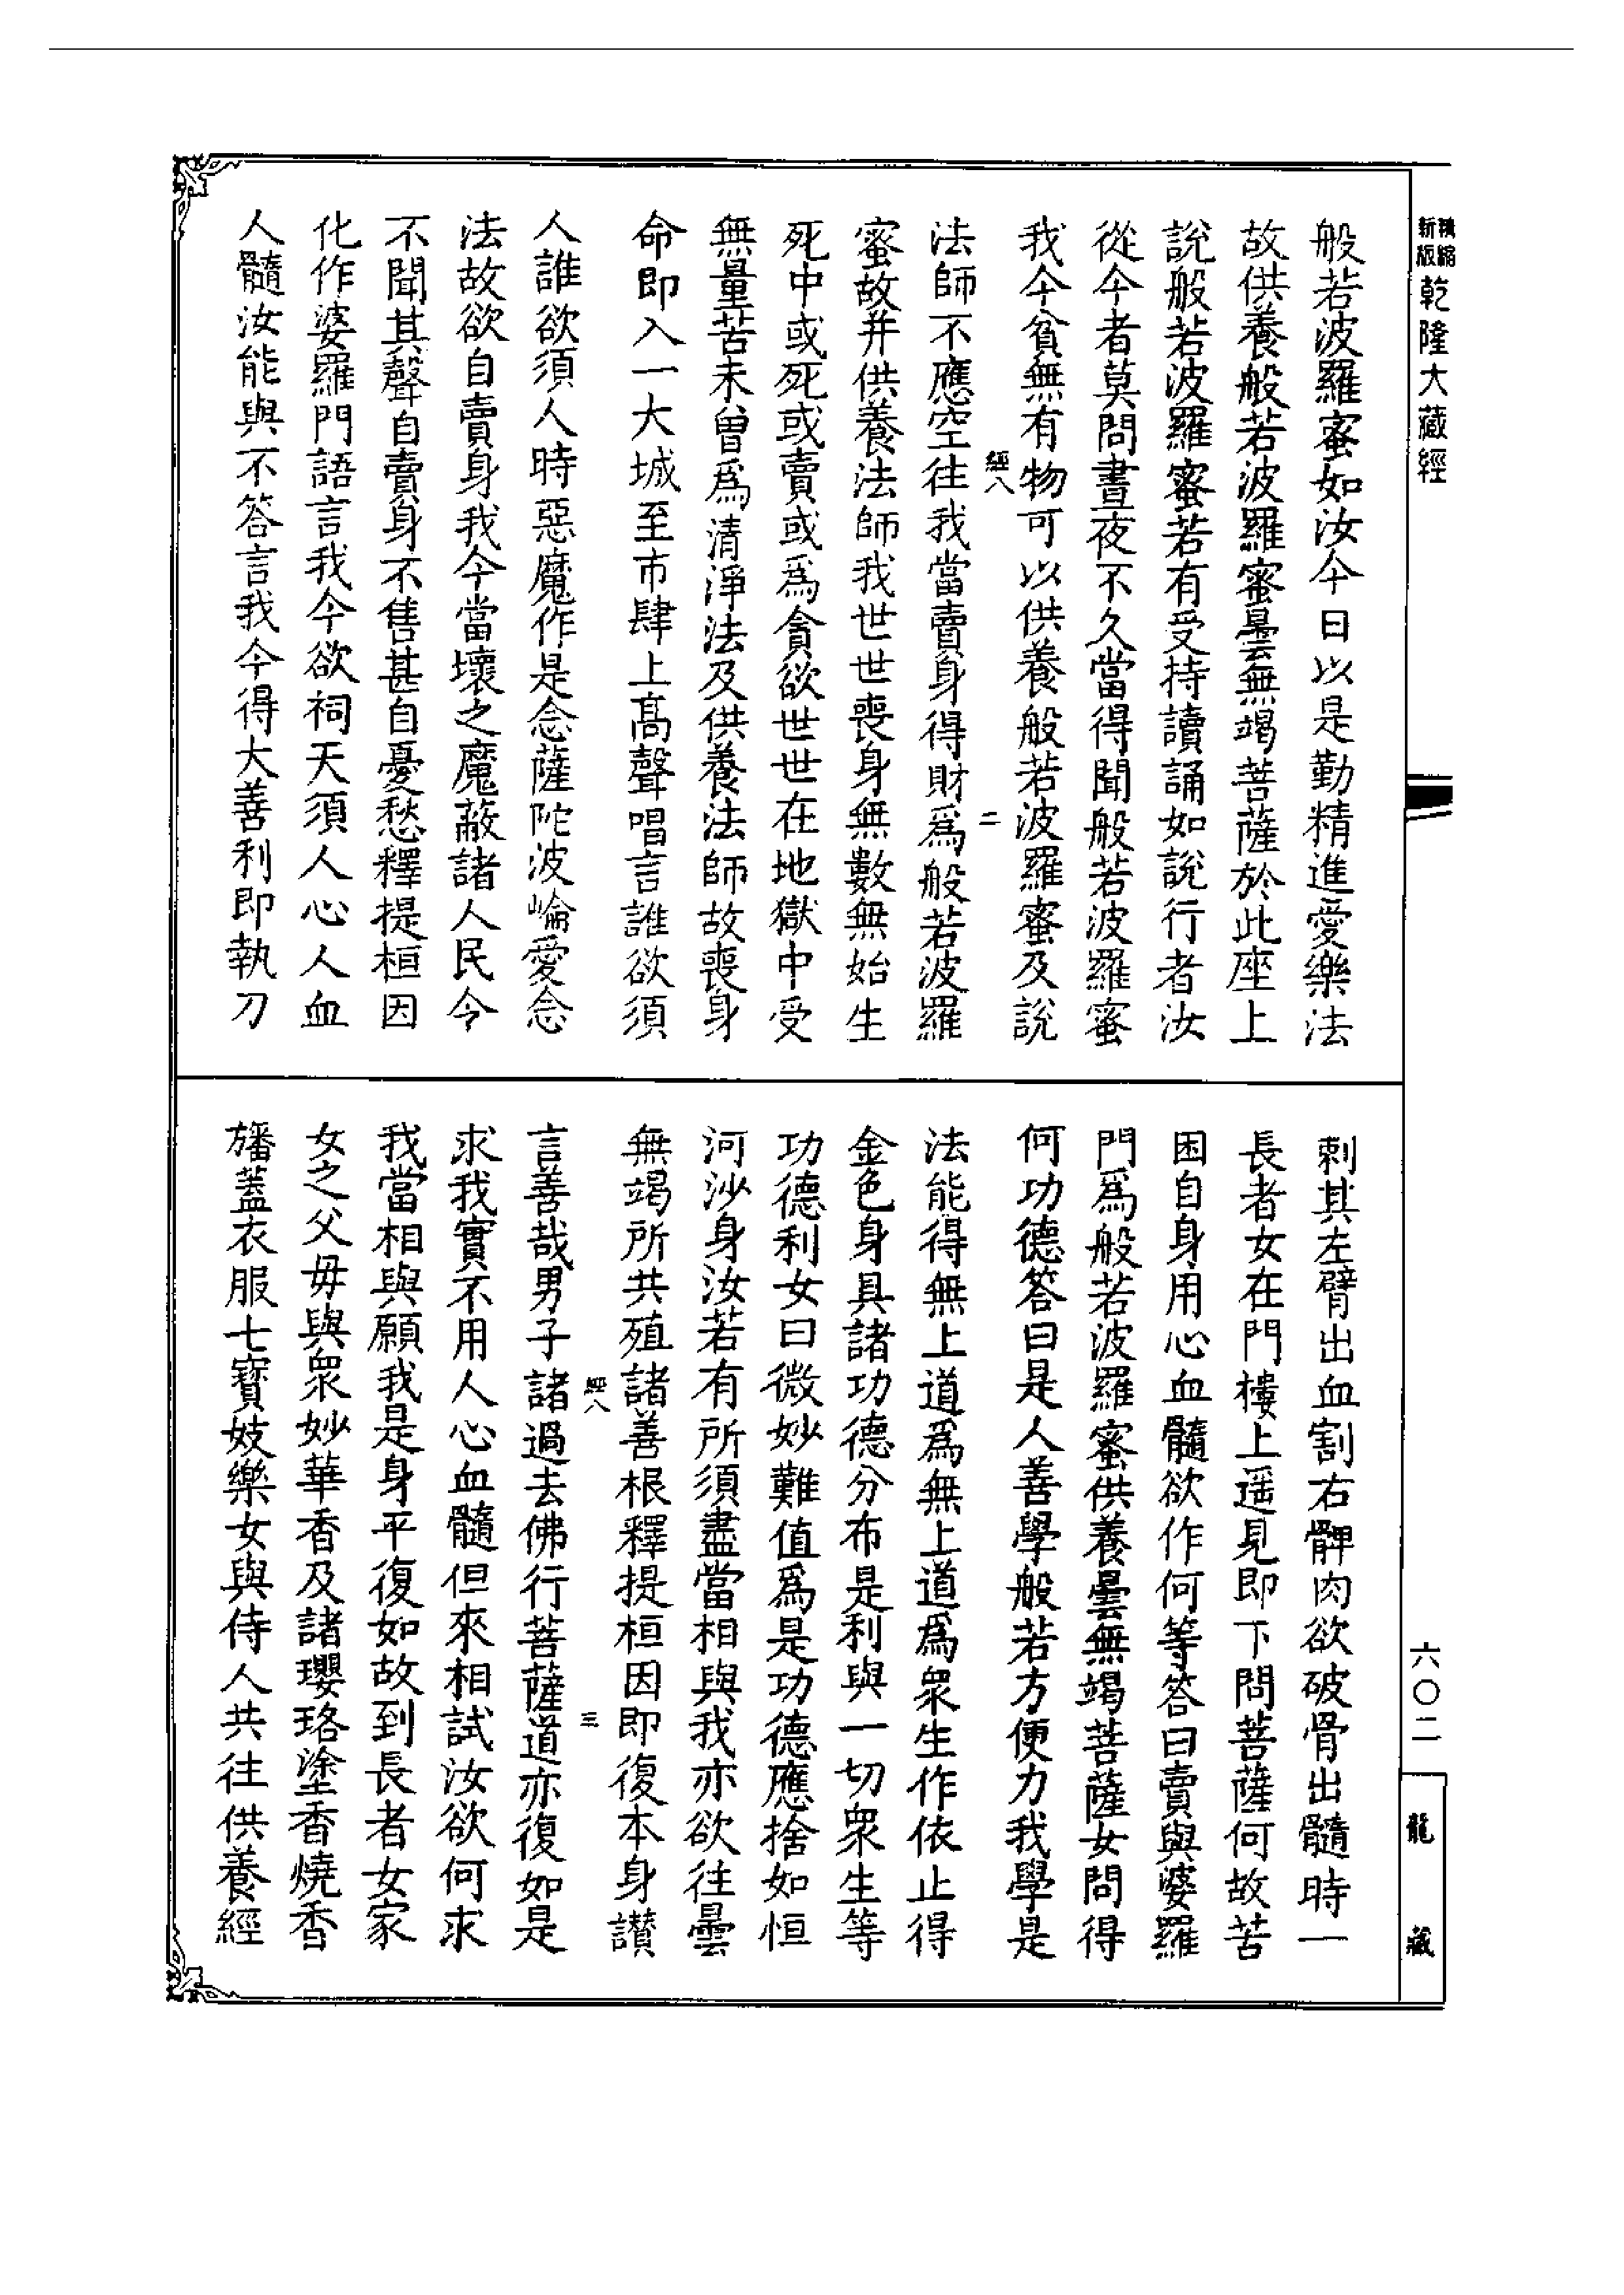 新版精縮乾隆大藏經
般若波羅蜜如汝今日以是勤精進愛樂法
故供養般若波羅蜜曇無竭菩薩於此座上
說般若波羅蜜若有受持讀誦如說行者汝
從今者莫問晝夜不久當得聞般若波羅蜜
我今貧無有物可以供養般若波羅蜜及說
經八 二
法師不應空往我當賣身得財爲般若波羅
蜜故并供養法師我世世喪身無數無始生
死中或死或賣或爲貪欲世世在地獄中受
無量苦未曾爲清淨法及供養法師故喪身
命即入一大城至市肆上高聲唱言誰欲須
人誰欲須人時惡魔作是念薩陀波崘愛念
法故欲自賣身我今當壞之魔蔽諸人民令
不聞其聲自賣身不售甚自憂愁釋提桓因
化作婆羅門語言我今欲祠天須人心人血
人髓汝能與不答言我今得大善利即執刀
刺其左臂出血割右髀肉欲破骨出髓時一
長者女在門樓上遥見即下問菩薩何故苦
困自身用心血髓欲作何等答曰賣與婆羅
門爲般若波羅蜜供養曇無竭菩薩女問得
何功德答曰是人善學般若方便力我學是
法能得無上道爲無上道爲衆生作依止得
金色身具諸功德分布是利與一切衆生等
功德利女曰微妙難值爲是功德應捨如恒
河沙身汝若有所須盡當相與我亦欲往曇
無竭所共殖諸善根釋提桓因即復本身讃
經八 三
言善哉男子諸過去佛行菩薩道亦復如是
求我實不用人心血髓但來相試汝欲何求
我當相與願我是身平復如故到長者女家
女之父毋與衆妙華香及諸瓔珞塗香燒香
旛蓋衣服七寳妓樂女與侍人共往供養經
六〇二
龍藏